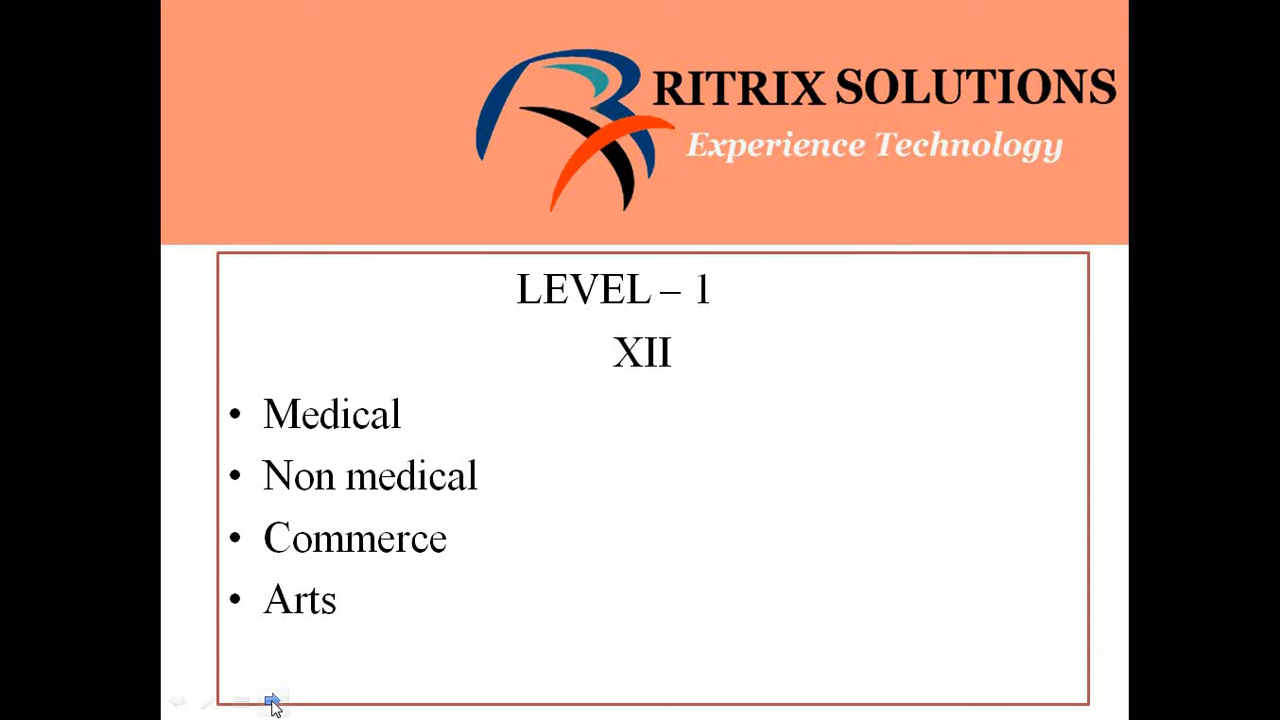 RITRIX SOLUTIONS
Experience Technology
LEVEL – 1
XII
• Medical
• Non medical
• Commerce
• Arts